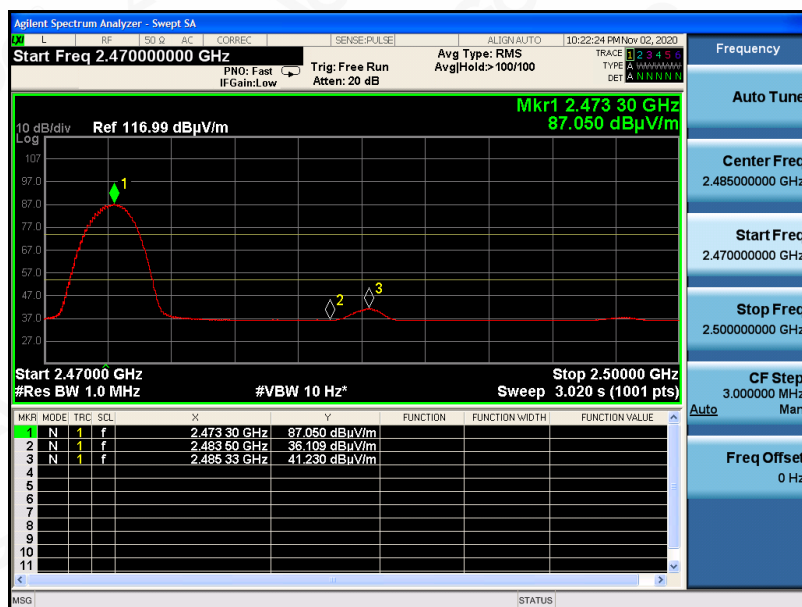 Agilent Spectrum Analyzer - Swept SA
LXI L RF 50 Ω AC CORREC SENSE:PULSE ALIGN AUTO 10:22:24 PM Nov 02, 2020
Start Freq 2.470000000 GHz
PNO: Fast
IFGain:Low
Trig: Free Run
Atten: 20 dB
Avg Type: RMS
Avg|Hold:>100/100
TRACE 1 2 3 4 5 6
TYPE A WWWWW
DET A N N N N N
Mkr1 2.473 30 GHz
87.050 dBµV/m
10 dB/div Ref 116.99 dBµV/m
Log
107
97.0
87.0
77.0
67.0
57.0
47.0
37.0
27.0
1
2
3
Start 2.47000 GHz Stop 2.50000 GHz
#Res BW 1.0 MHz #VBW 10 Hz* Sweep 3.020 s (1001 pts)
MKR MODE TRC SCL X Y FUNCTION FUNCTION WIDTH FUNCTION VALUE
1 N 1 f 2.473 30 GHz 87.050 dBµV/m
2 N 1 f 2.483 50 GHz 36.109 dBµV/m
3 N 1 f 2.485 33 GHz 41.230 dBµV/m
4
5
6
7
8
9
10
11
MSG STATUS
Frequency
Auto Tune
Center Freq
2.485000000 GHz
Start Freq
2.470000000 GHz
Stop Freq
2.500000000 GHz
CF Step
3.000000 MHz
Auto Man
Freq Offset
0 Hz